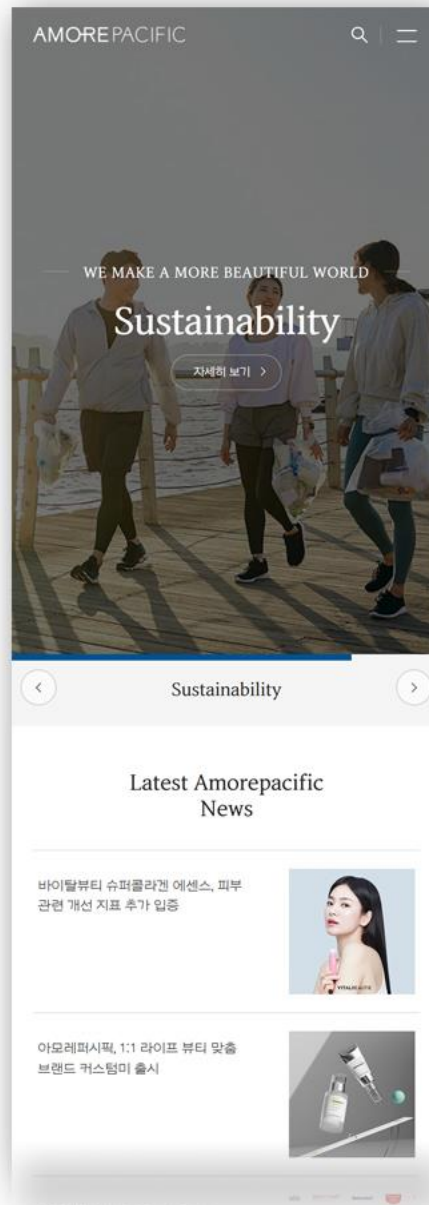 AMOREPACIFIC
WE MAKE A MORE BEAUTIFUL WORLD
Sustainability
자세히 보기
Sustainability
Latest Amorepacific
News
바이탈뷰티 슈퍼콜라겐 에센스, 피부
관련 개선 지표 추가 입증
VITALBEAUTIE
아모레퍼시픽, 1:1 라이프 뷰티 맞춤
브랜드 커스텀미 출시